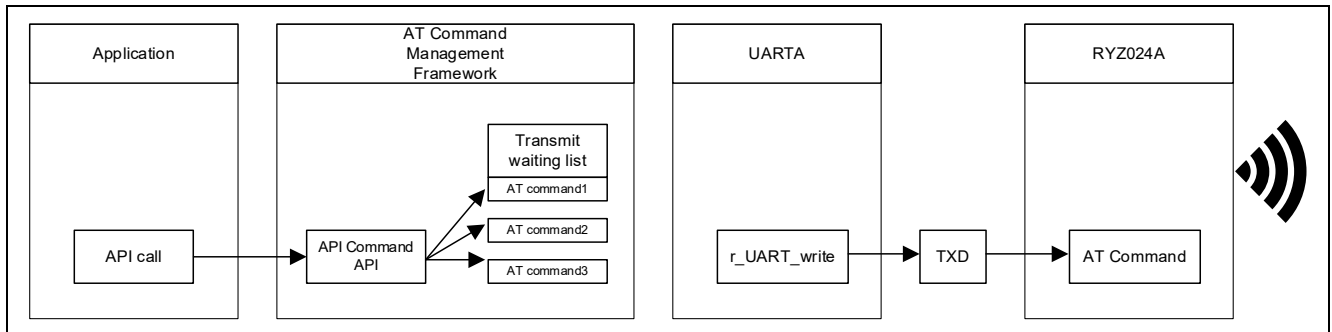 Application
AT Command
Management
Framework
UARTA
RYZ024A
Transmit
waiting list
AT command1
AT command2
AT command3
API call
API Command
API
r_UART_write
TXD
AT Command